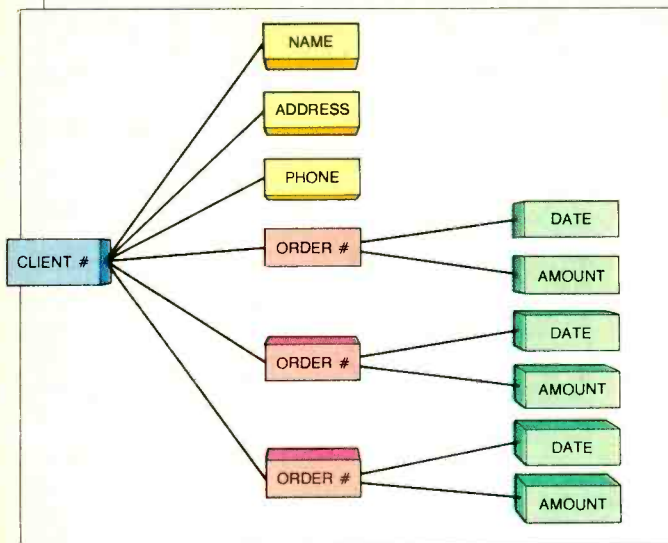 NAME
ADDRESS
PHONE
CLIENT #
ORDER #
DATE
AMOUNT
ORDER #
DATE
AMOUNT
ORDER #
DATE
AMOUNT